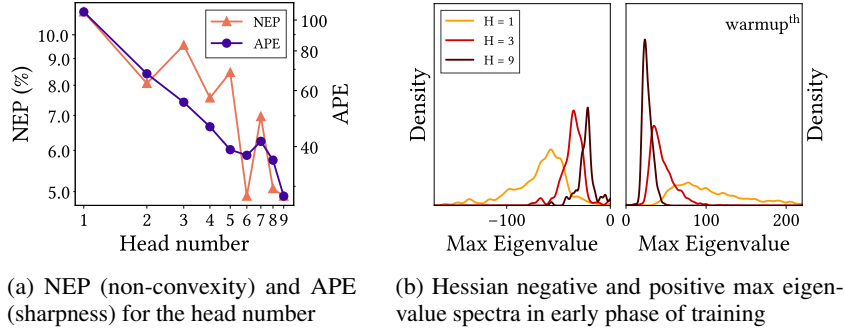 NEP
APE
10.0
9.0
8.0
7.0
6.0
5.0
NEP (%)
100
80
60
40
APE
1 2 3 4 5 6 7 8 9
Head number
H = 1
H = 3
H = 9
Density
−100 0
Max Eigenvalue
warmupᵗʰ
Density
0 100 200
Max Eigenvalue
(a) NEP (non-convexity) and APE
(sharpness) for the head number
(b) Hessian negative and positive max eigen-
value spectra in early phase of training